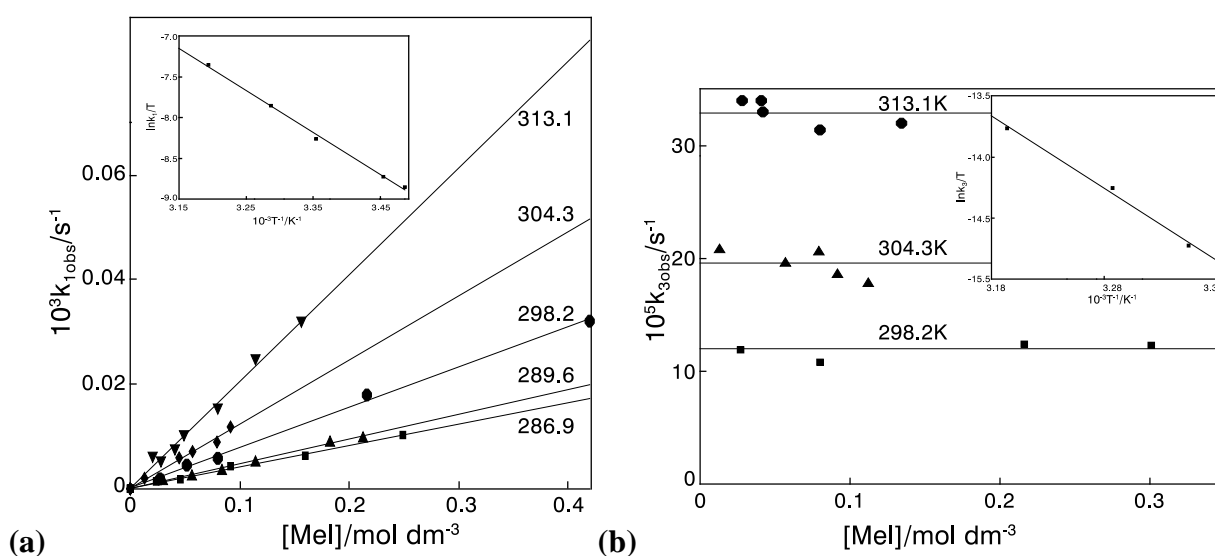 -7.0
-7.5
-8.0
-8.5
-9.0
lnk₁/T
3.15 3.25 3.35 3.45
10⁻³T⁻¹/K⁻¹
313.1
304.3
298.2
289.6
286.9
0.06
0.04
0.02
0
10³k₁obs/s⁻¹
0 0.1 0.2 0.3 0.4
[MeI]/mol dm⁻³
(a)
313.1K
304.3K
298.2K
-13.5
-14.0
-14.5
-15.5
lnk₃/T
3.18 3.28 3.3
10⁻³T⁻¹/K⁻¹
30
20
10
0
10⁵k₃obs/s⁻¹
0 0.1 0.2 0.3
[MeI]/mol dm⁻³
(b)